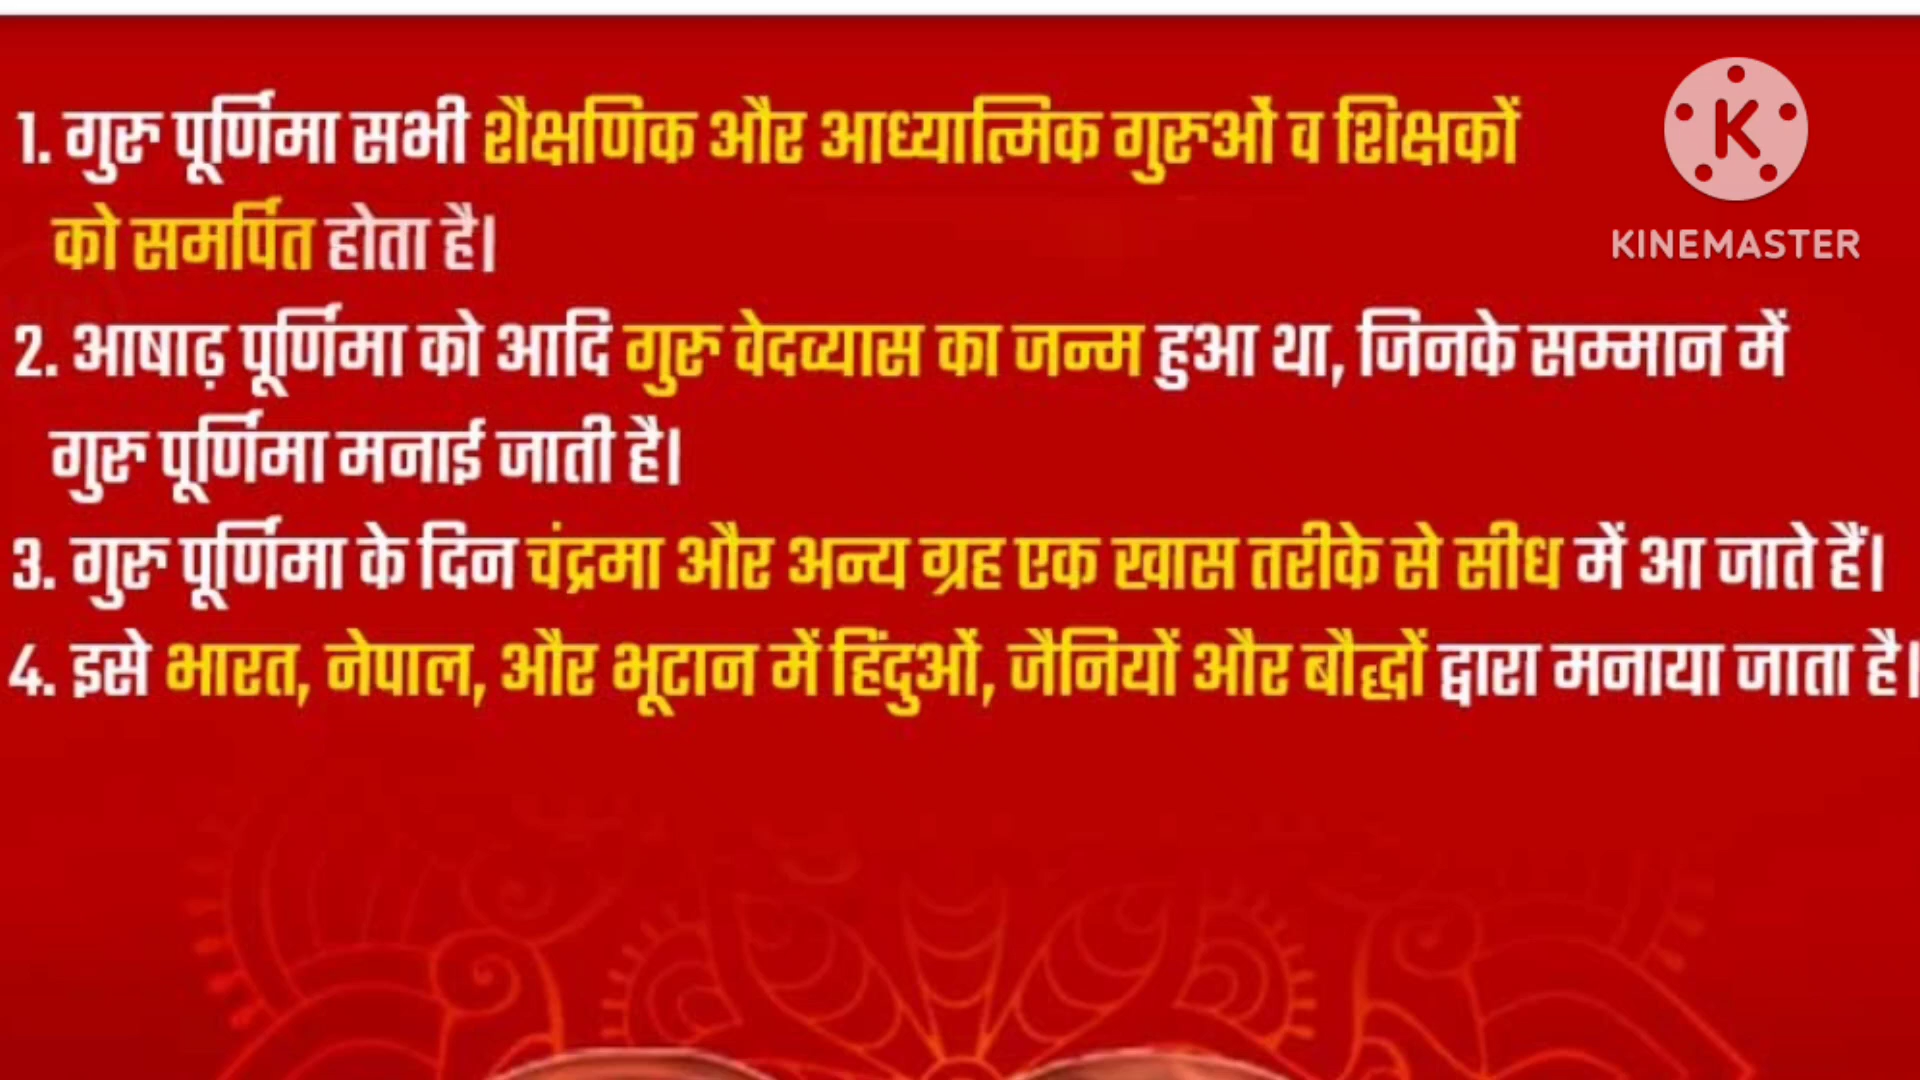 1. गुरु पूर्णिमा सभी शैक्षणिक और आध्यात्मिक गुरुओं व शिक्षकों
को समर्पित होता है।
2. आषाढ़ पूर्णिमा को आदि गुरु वेदव्यास का जन्म हुआ था, जिनके सम्मान में
गुरु पूर्णिमा मनाई जाती है।
3. गुरु पूर्णिमा के दिन चंद्रमा और अन्य ग्रह एक खास तरीके से सीध में आ जाते हैं।
4. इसे भारत, नेपाल, और भूटान में हिंदुओं, जैनियों और बौद्धों द्वारा मनाया जाता है।
K
KINEMASTER